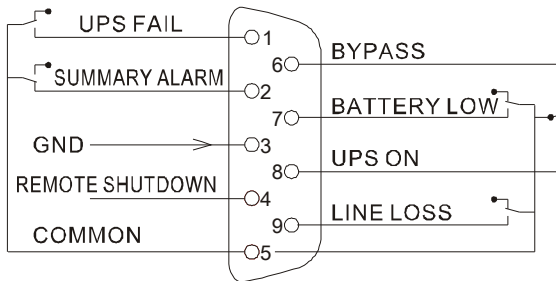 UPS FAIL
1
6
BYPASS
SUMMARY ALARM
2
7
BATTERY LOW
GND
3
8
UPS ON
REMOTE SHUTDOWN
4
9
LINE LOSS
COMMON
5